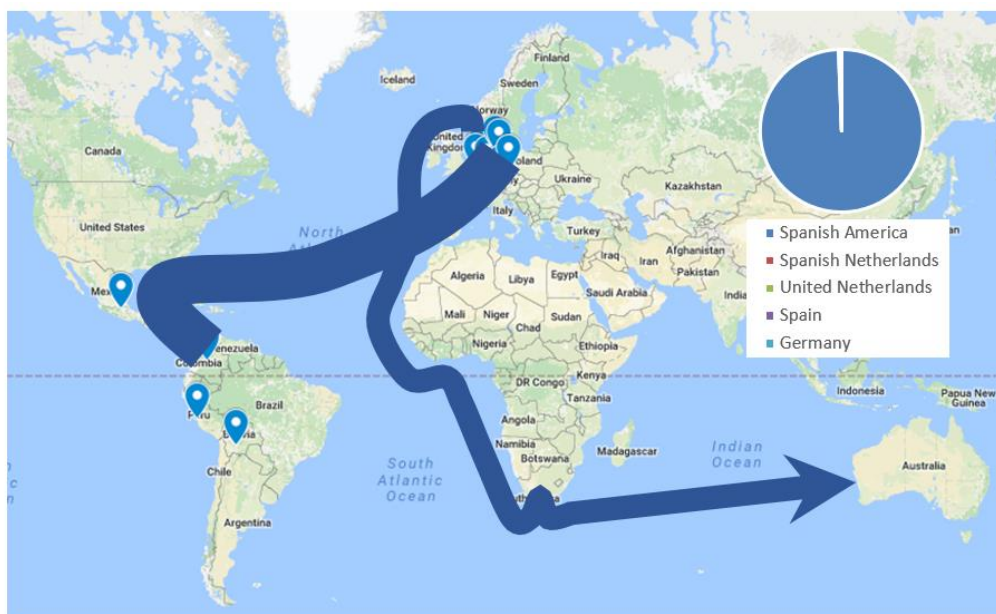 Iceland
Finland
Sweden
Norway
United
Kingdom
Poland
Canada
Ukraine
Kazakhstan
Italy
United States
North
Turkey
Afghanistan
Iraq
Iran
Pakistan
Algeria
Libya
Egypt
Saudi Arabia
India
Mali
Niger
Sudan
Chad
Nigeria
Ethiopia
Venezuela
Colombia
Kenya
DR Congo
Indonesia
Papua New
Guinea
Tanzania
Brazil
Peru
Bolivia
Angola
Namibia
Botswana
Madagascar
Indian
Ocean
Chile
South
Atlantic
Ocean
Australia
Argentina
Spanish America
Spanish Netherlands
United Netherlands
Spain
Germany